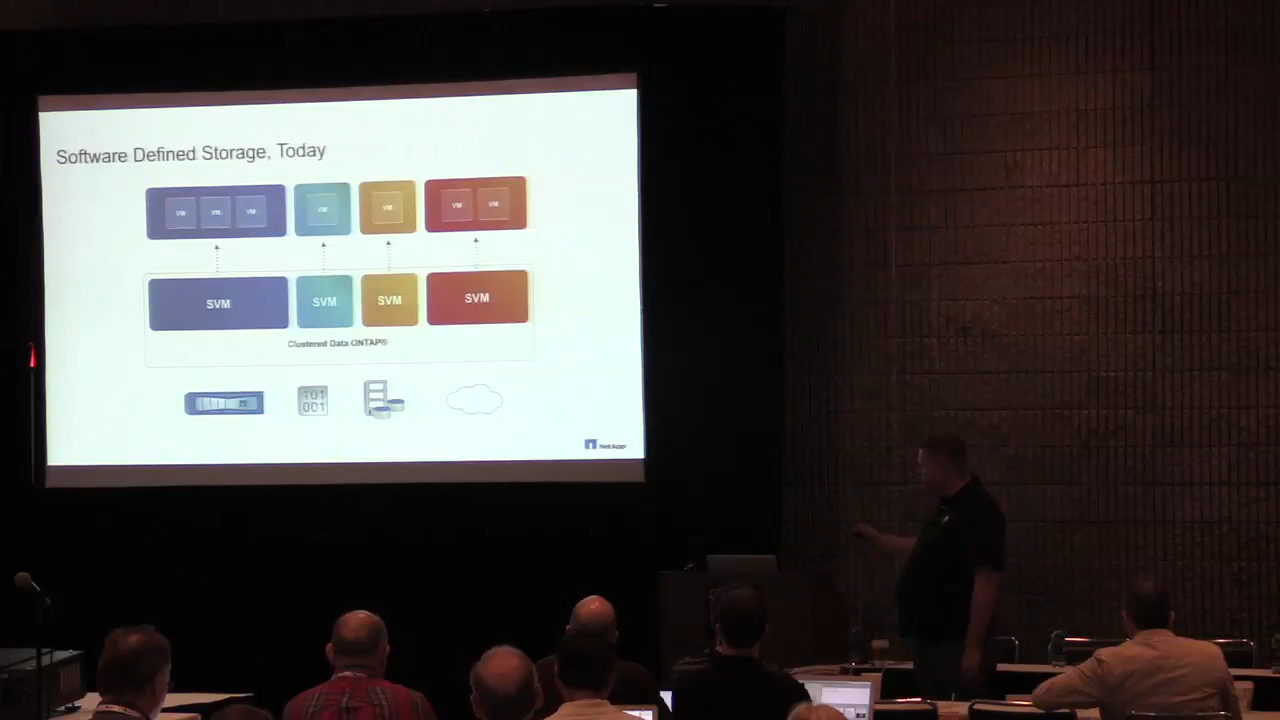 Software Defined Storage, Today
VM VM VM VM VM VM VM
SVM SVM SVM SVM
Clustered Data ONTAP®
101
001
NetApp